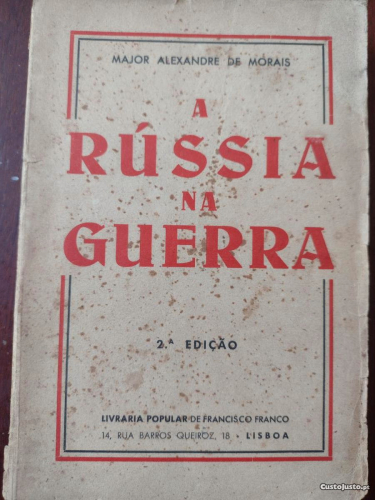 MAJOR ALEXANDRE DE MORAIS
A
RÚSSIA
NA
GUERRA
2.ª EDIÇÃO
LIVRARIA POPULAR DE FRANCISCO FRANCO
14, RUA BARROS QUEIROZ, 18 - LISBOA
CustoJusto.pt